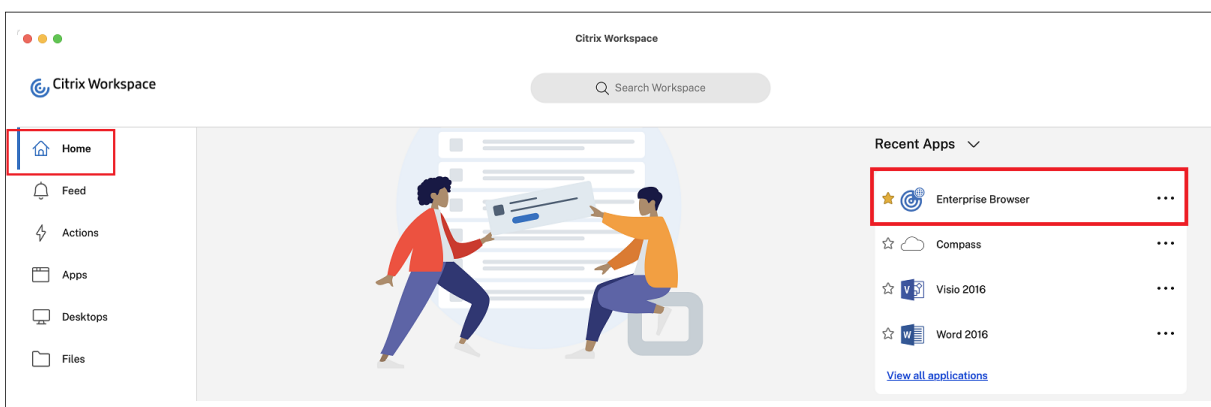 Citrix Workspace
Citrix Workspace
Search Workspace
Home
Feed
Actions
Apps
Desktops
Files
Recent Apps
Enterprise Browser
Compass
Visio 2016
Word 2016
View all applications